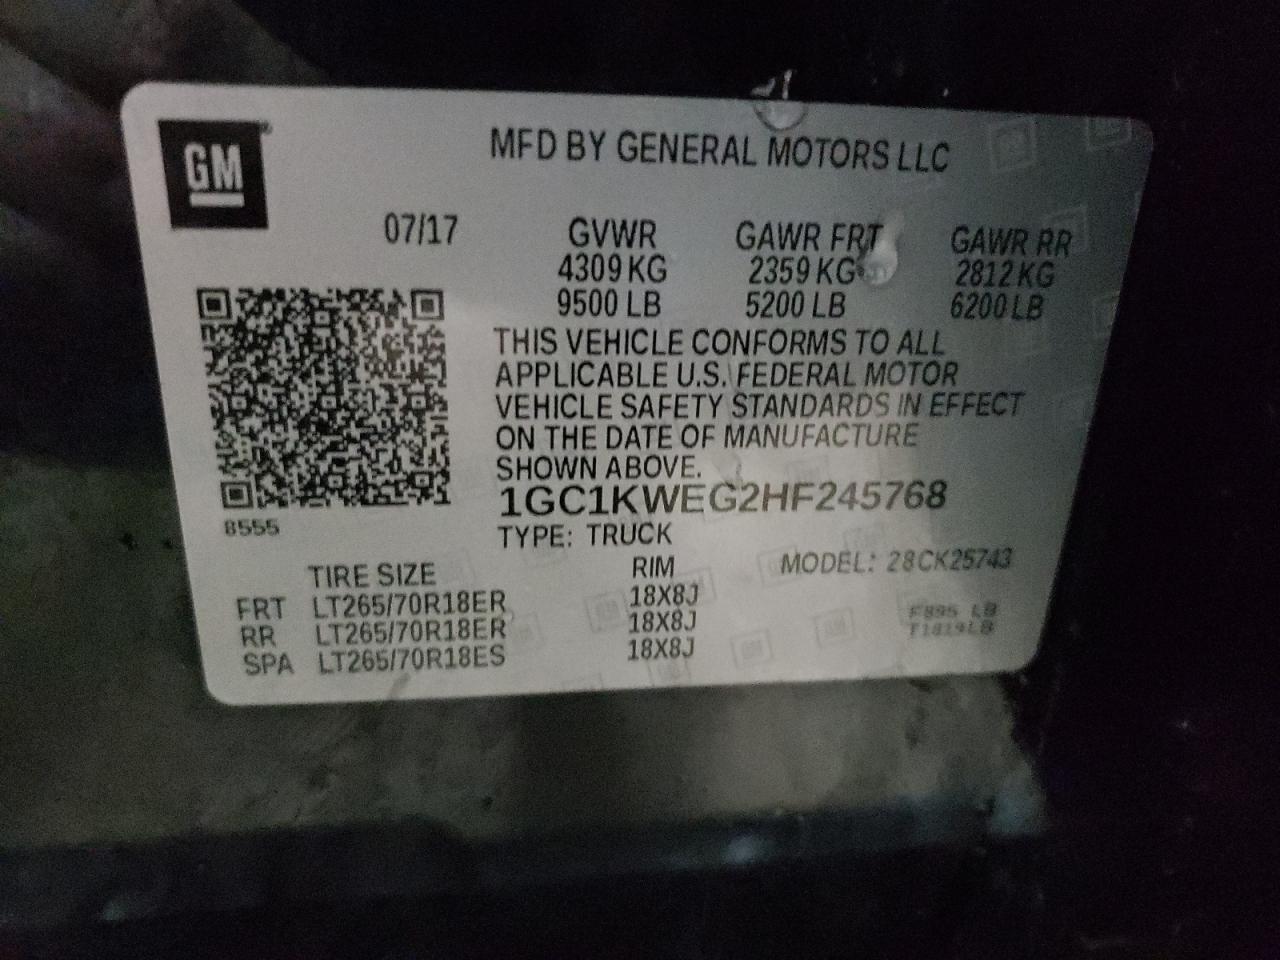 GM
MFD BY GENERAL MOTORS LLC
07/17 GVWR GAWR FRT GAWR RR
4309 KG 2359 KG 2812 KG
9500 LB 5200 LB 6200 LB
THIS VEHICLE CONFORMS TO ALL
APPLICABLE U.S. FEDERAL MOTOR
VEHICLE SAFETY STANDARDS IN EFFECT
ON THE DATE OF MANUFACTURE
SHOWN ABOVE.
1GC1KWEG2HF245768
8555
TYPE: TRUCK
MODEL: 28CK25743
TIRE SIZE RIM
FRT LT265/70R18ER 18X8J
RR LT265/70R18ER 18X8J
SPA LT265/70R18ES 18X8J
F895 LB
F1819LB